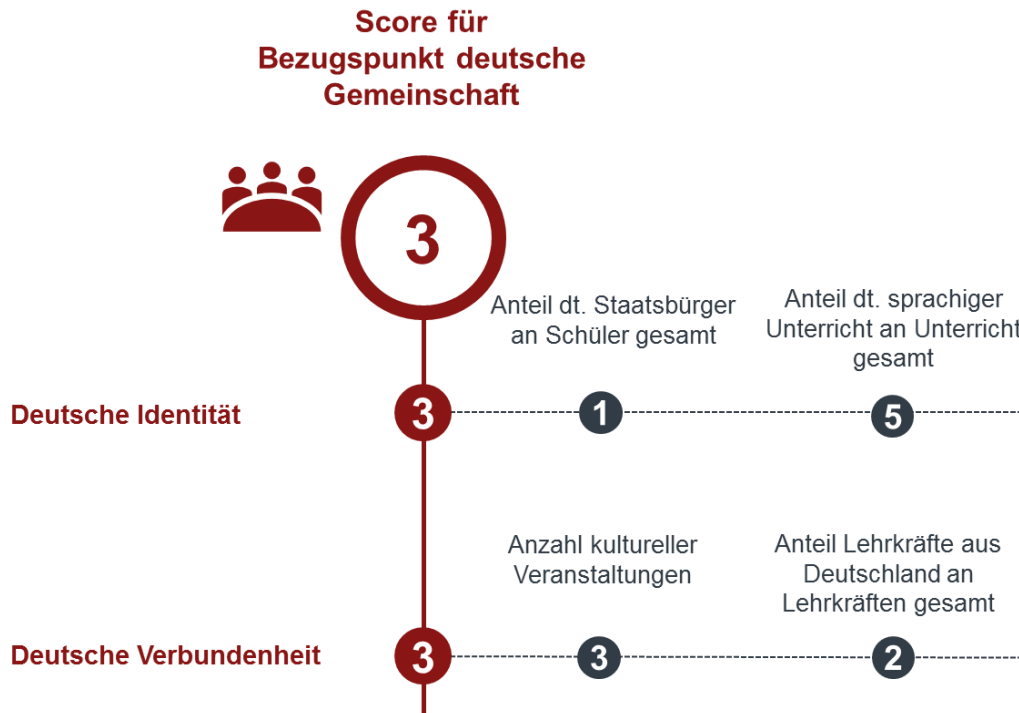 Score für
Bezugspunkt deutsche
Gemeinschaft
3
Anteil dt. Staatsbürger
an Schüler gesamt
Anteil dt. sprachiger
Unterricht an Unterricht
gesamt
Deutsche Identität
3
1
5
Anzahl kultureller
Veranstaltungen
Anteil Lehrkräfte aus
Deutschland an
Lehrkräften gesamt
Deutsche Verbundenheit
3
3
2